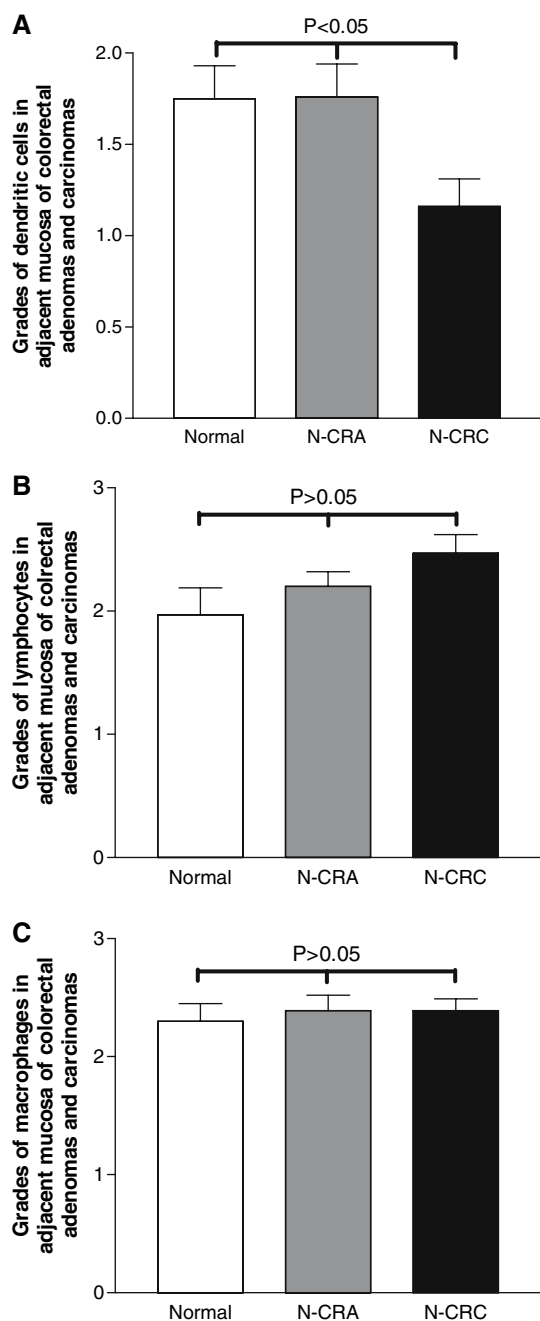 A
P<0.05
Grades of dendritic cells in
adjacent mucosa of colorectal
adenomas and carcinomas
2.0
1.5
1.0
0.5
0.0
Normal N-CRA N-CRC
B
P>0.05
Grades of lymphocytes in
adjacent mucosa of colrectal
adenomas and carcinomas
3
2
1
0
Normal N-CRA N-CRC
C
P>0.05
Grades of macrophages in
adjacent mucosa of colorectal
adenomas and carcinomas
3
2
1
0
Normal N-CRA N-CRC